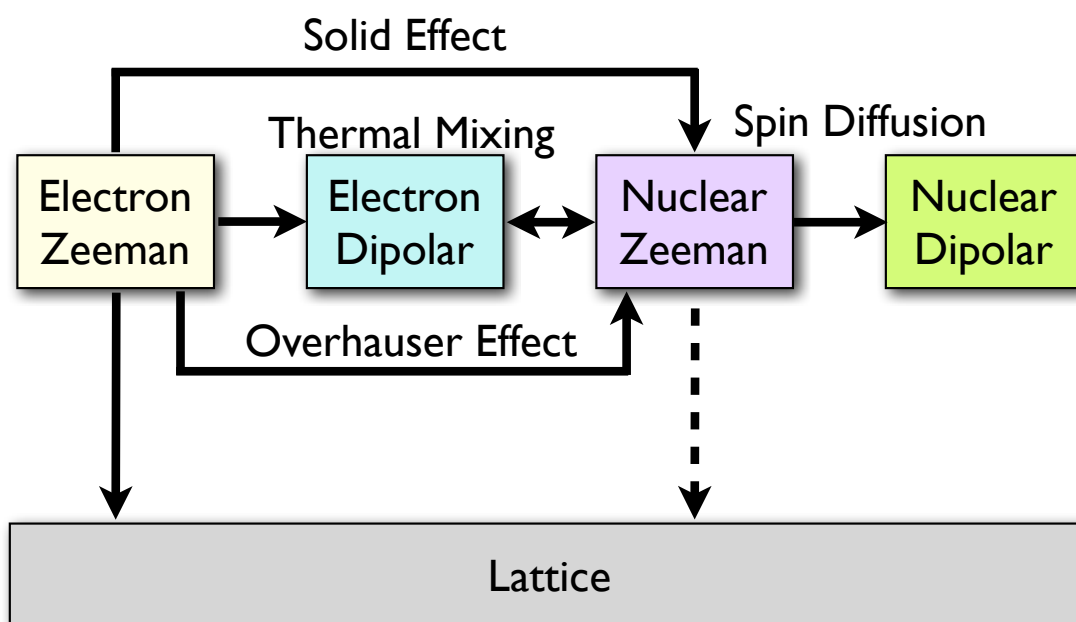 Solid Effect
Thermal Mixing
Spin Diffusion
Electron
Zeeman
Electron
Dipolar
Nuclear
Zeeman
Nuclear
Dipolar
Overhauser Effect
Lattice